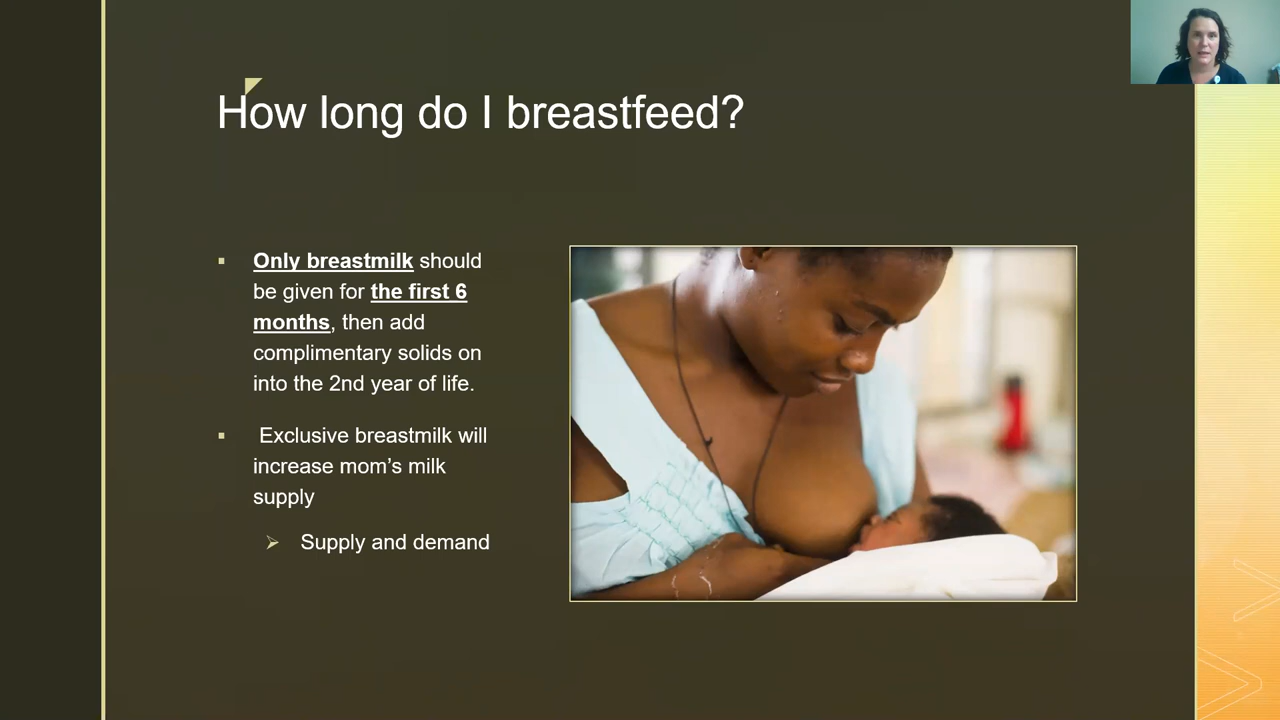 How long do I breastfeed?
Only breastmilk should
be given for the first 6
months, then add
complimentary solids on
into the 2nd year of life.
Exclusive breastmilk will
increase mom’s milk
supply
Supply and demand